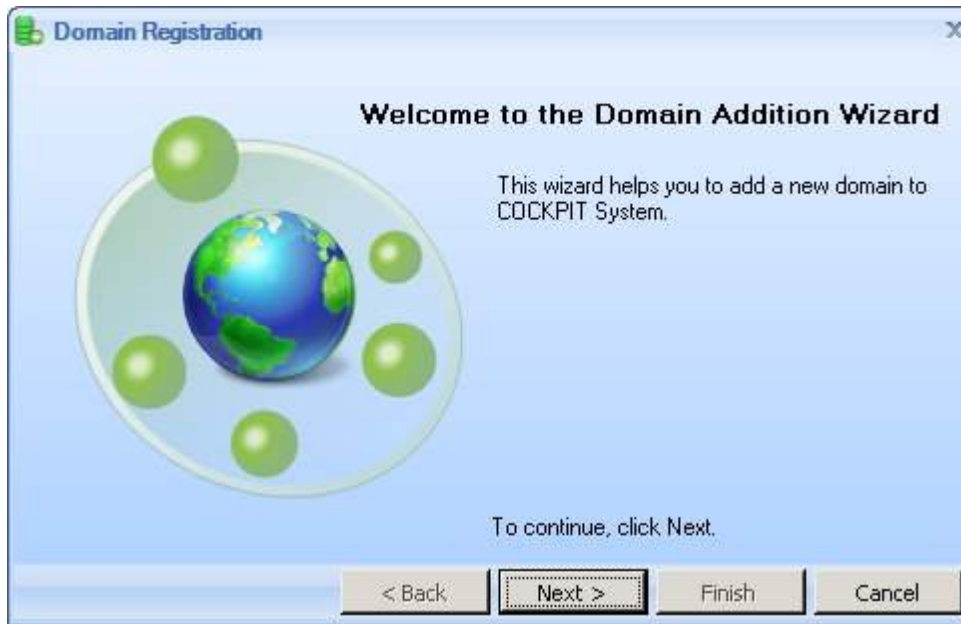 Domain Registration
Welcome to the Domain Addition Wizard
This wizard helps you to add a new domain to
COCKPIT System.
To continue, click Next.
< Back
Next >
Finish
Cancel